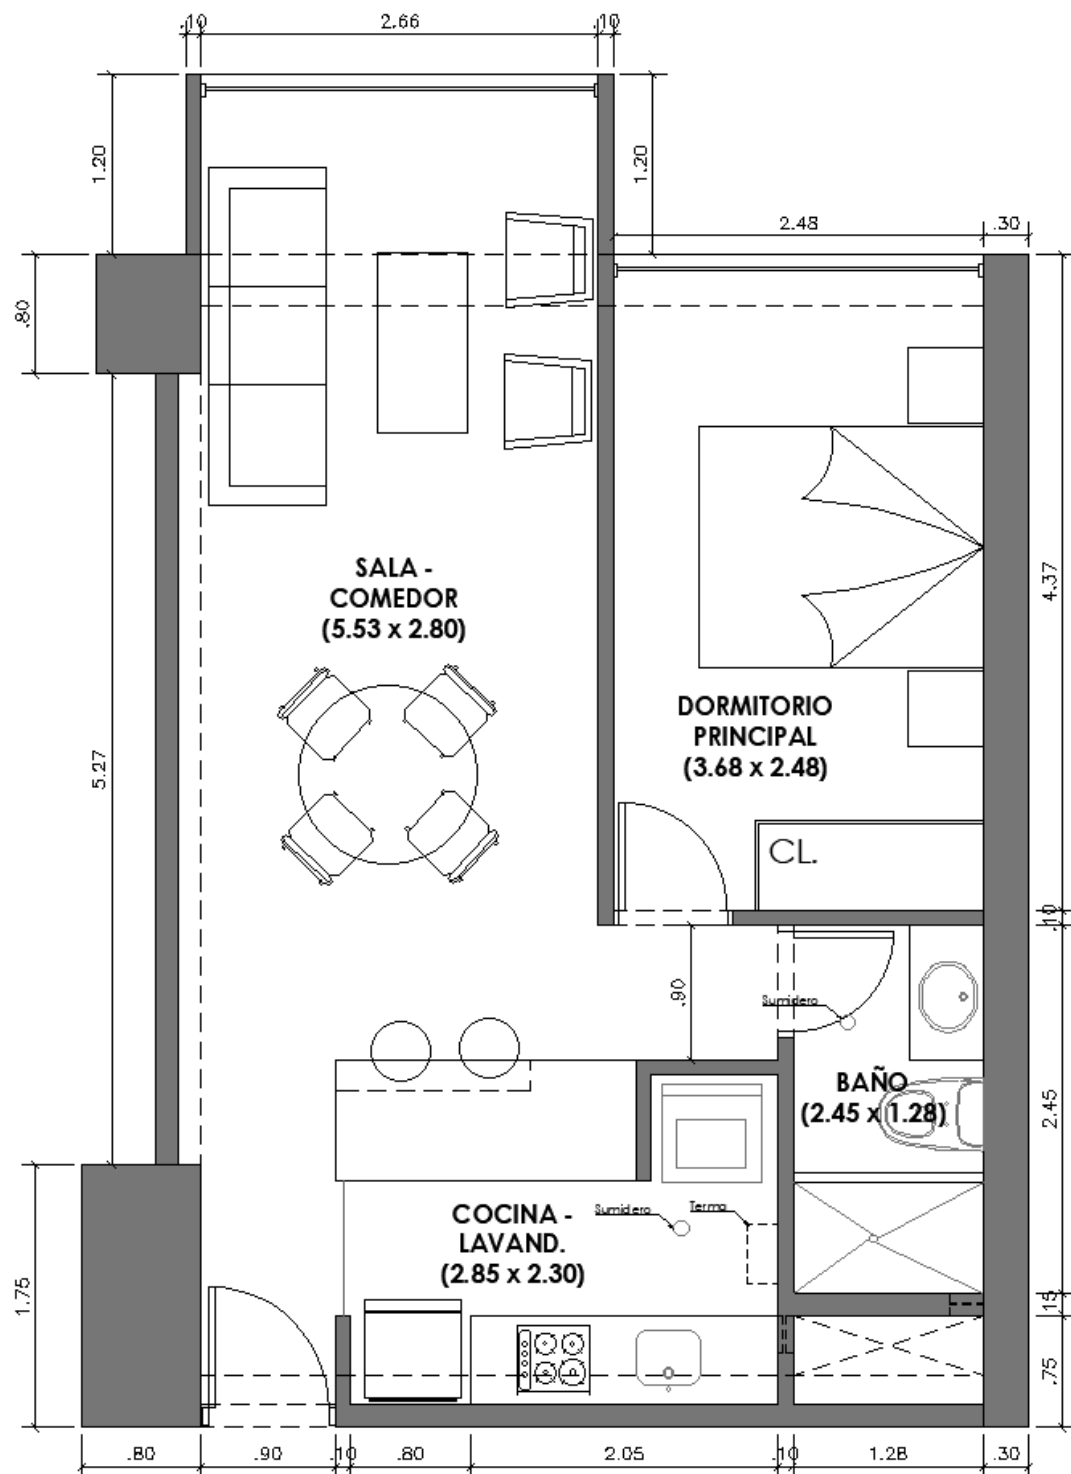 .10
2.66
.10
1.20
1.20
2.48
.30
.80
SALA -
COMEDOR
(5.53 x 2.80)
4.37
DORMITORIO
PRINCIPAL
(3.68 x 2.48)
5.27
CL.
.10
.90
Sumidero
BAÑO
(2.45 x 1.28)
2.45
COCINA -
LAVAND.
(2.85 x 2.30)
Sumidero
Termo
1.75
.15
.75
.80
.90
.10
.80
2.05
.10
1.28
.30